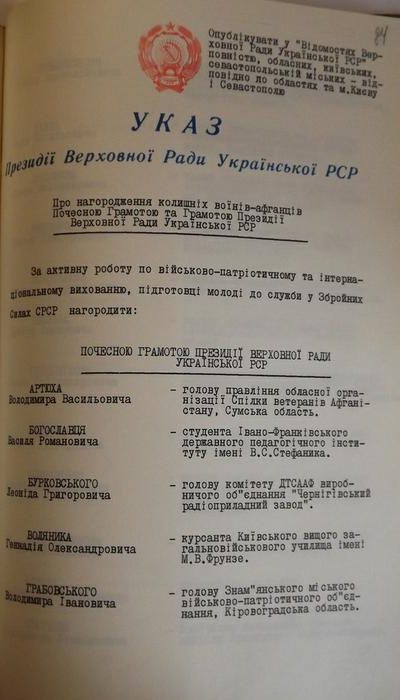 84
Опублікувати у "Відомостях Вер-
ховної Ради Української РСР"
повністю, обласних, київських,
севастопольській міських – від-
повідно до областях та м.Києву
і Севастополю
УКАЗ
Президії Верховної Ради Української РСР
Про нагородження колишніх воїнів-афганців
Почесною Грамотою та Грамотою Президії
Верховної Ради Української РСР
За активну роботу по військово-патріотичному та інтерна-
ціональному вихованню, підготовці молоді до служби у Збройних
Силах СРСР нагородити:
ПОЧЕСНОЮ ГРАМОТОЮ ПРЕЗИДІЇ ВЕРХОВНОЇ РАДИ
УКРАЇНСЬКОЇ РСР
АРТЮХА
Володимира Васильовича
– голову правління обласної орга-
нізації Спілки ветеранів Афгані-
стану, Сумська область.
БОГОСЛАВЦЯ
Василя Романовича
– студента Івано-Франківського
державного педагогічного інсти-
туту імені В.С.Стефаника.
БУРКОВСЬКОГО
Леоніда Григоровича
– голову комітету ДТСААФ вироб-
ничого об"єднання "Чернігівський
радіоприладний завод".
ВОЛЯНИКА
Геннадія Олександровича
– курсанта Київського вищого за-
гальновійськового училища імені
М.В.Фрунзе.
ГРАБОВСЬКОГО
Володимира Івановича
– голову Знам"янського міського
військово-патріотичного об"єд-
нання, Кіровоградська область.